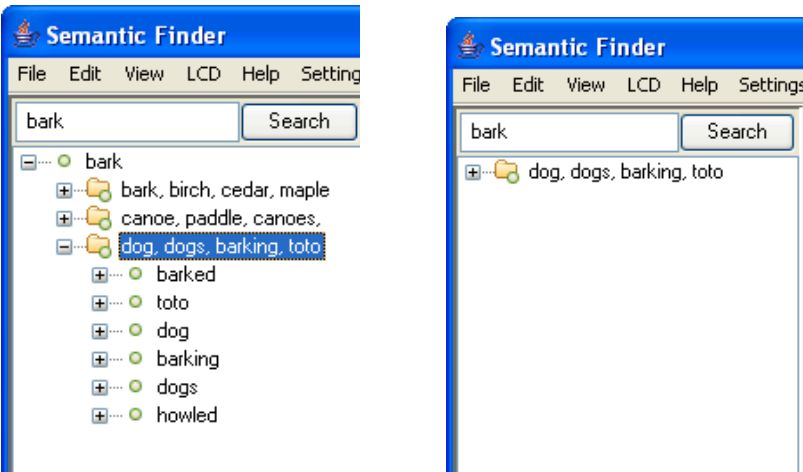 Semantic Finder
File Edit View LCD Help Setting
bark Search
bark
bark, birch, cedar, maple
canoe, paddle, canoes,
dog, dogs, barking, toto
barked
toto
dog
barking
dogs
howled
Semantic Finder
File Edit View LCD Help Settings
bark Search
dog, dogs, barking, toto